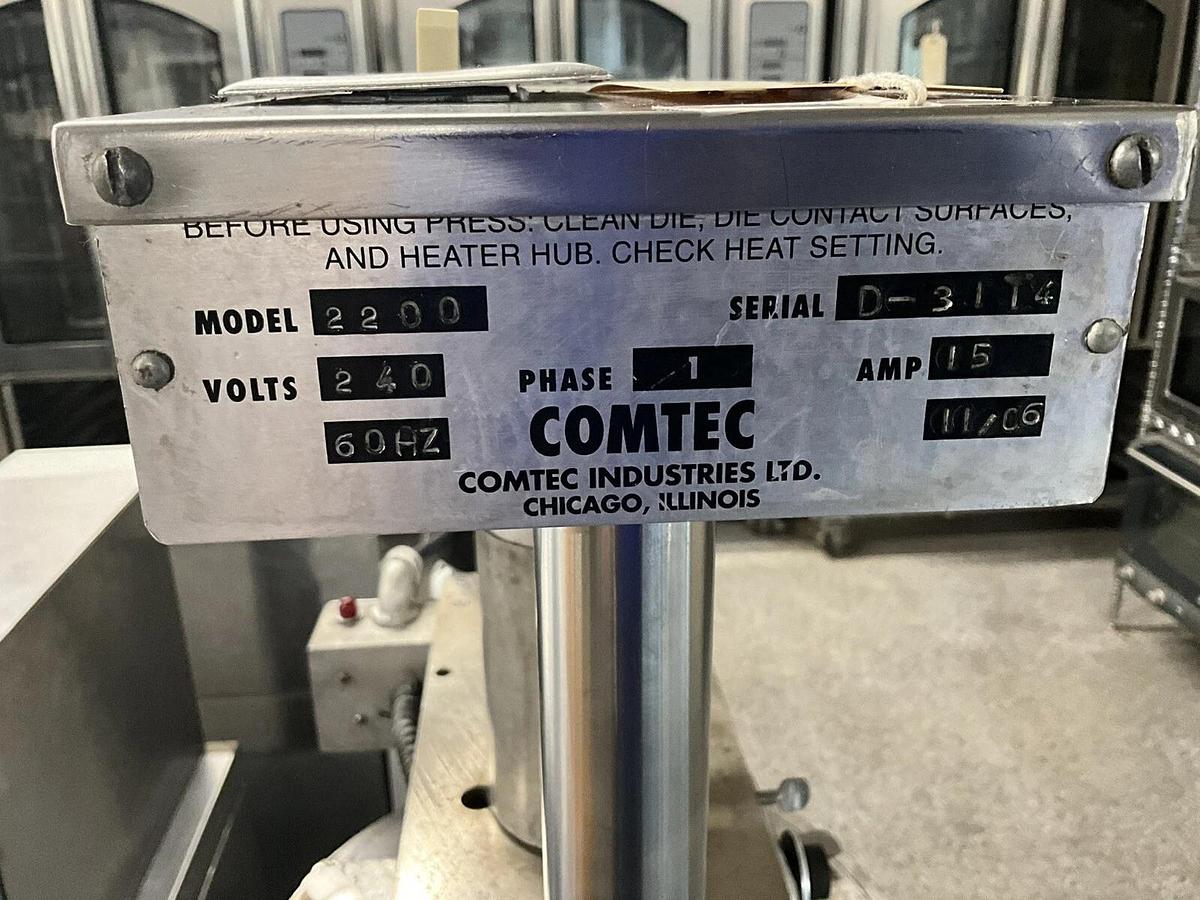 BEFORE USING PRESS: CLEAN DIE, DIE CONTACT SURFACES,
AND HEATER HUB. CHECK HEAT SETTING.
MODEL 2200 SERIAL D-31T4
VOLTS 240 PHASE 1 AMP 15
60HZ COMTEC 11/06
COMTEC INDUSTRIES LTD.
CHICAGO, ILLINOIS